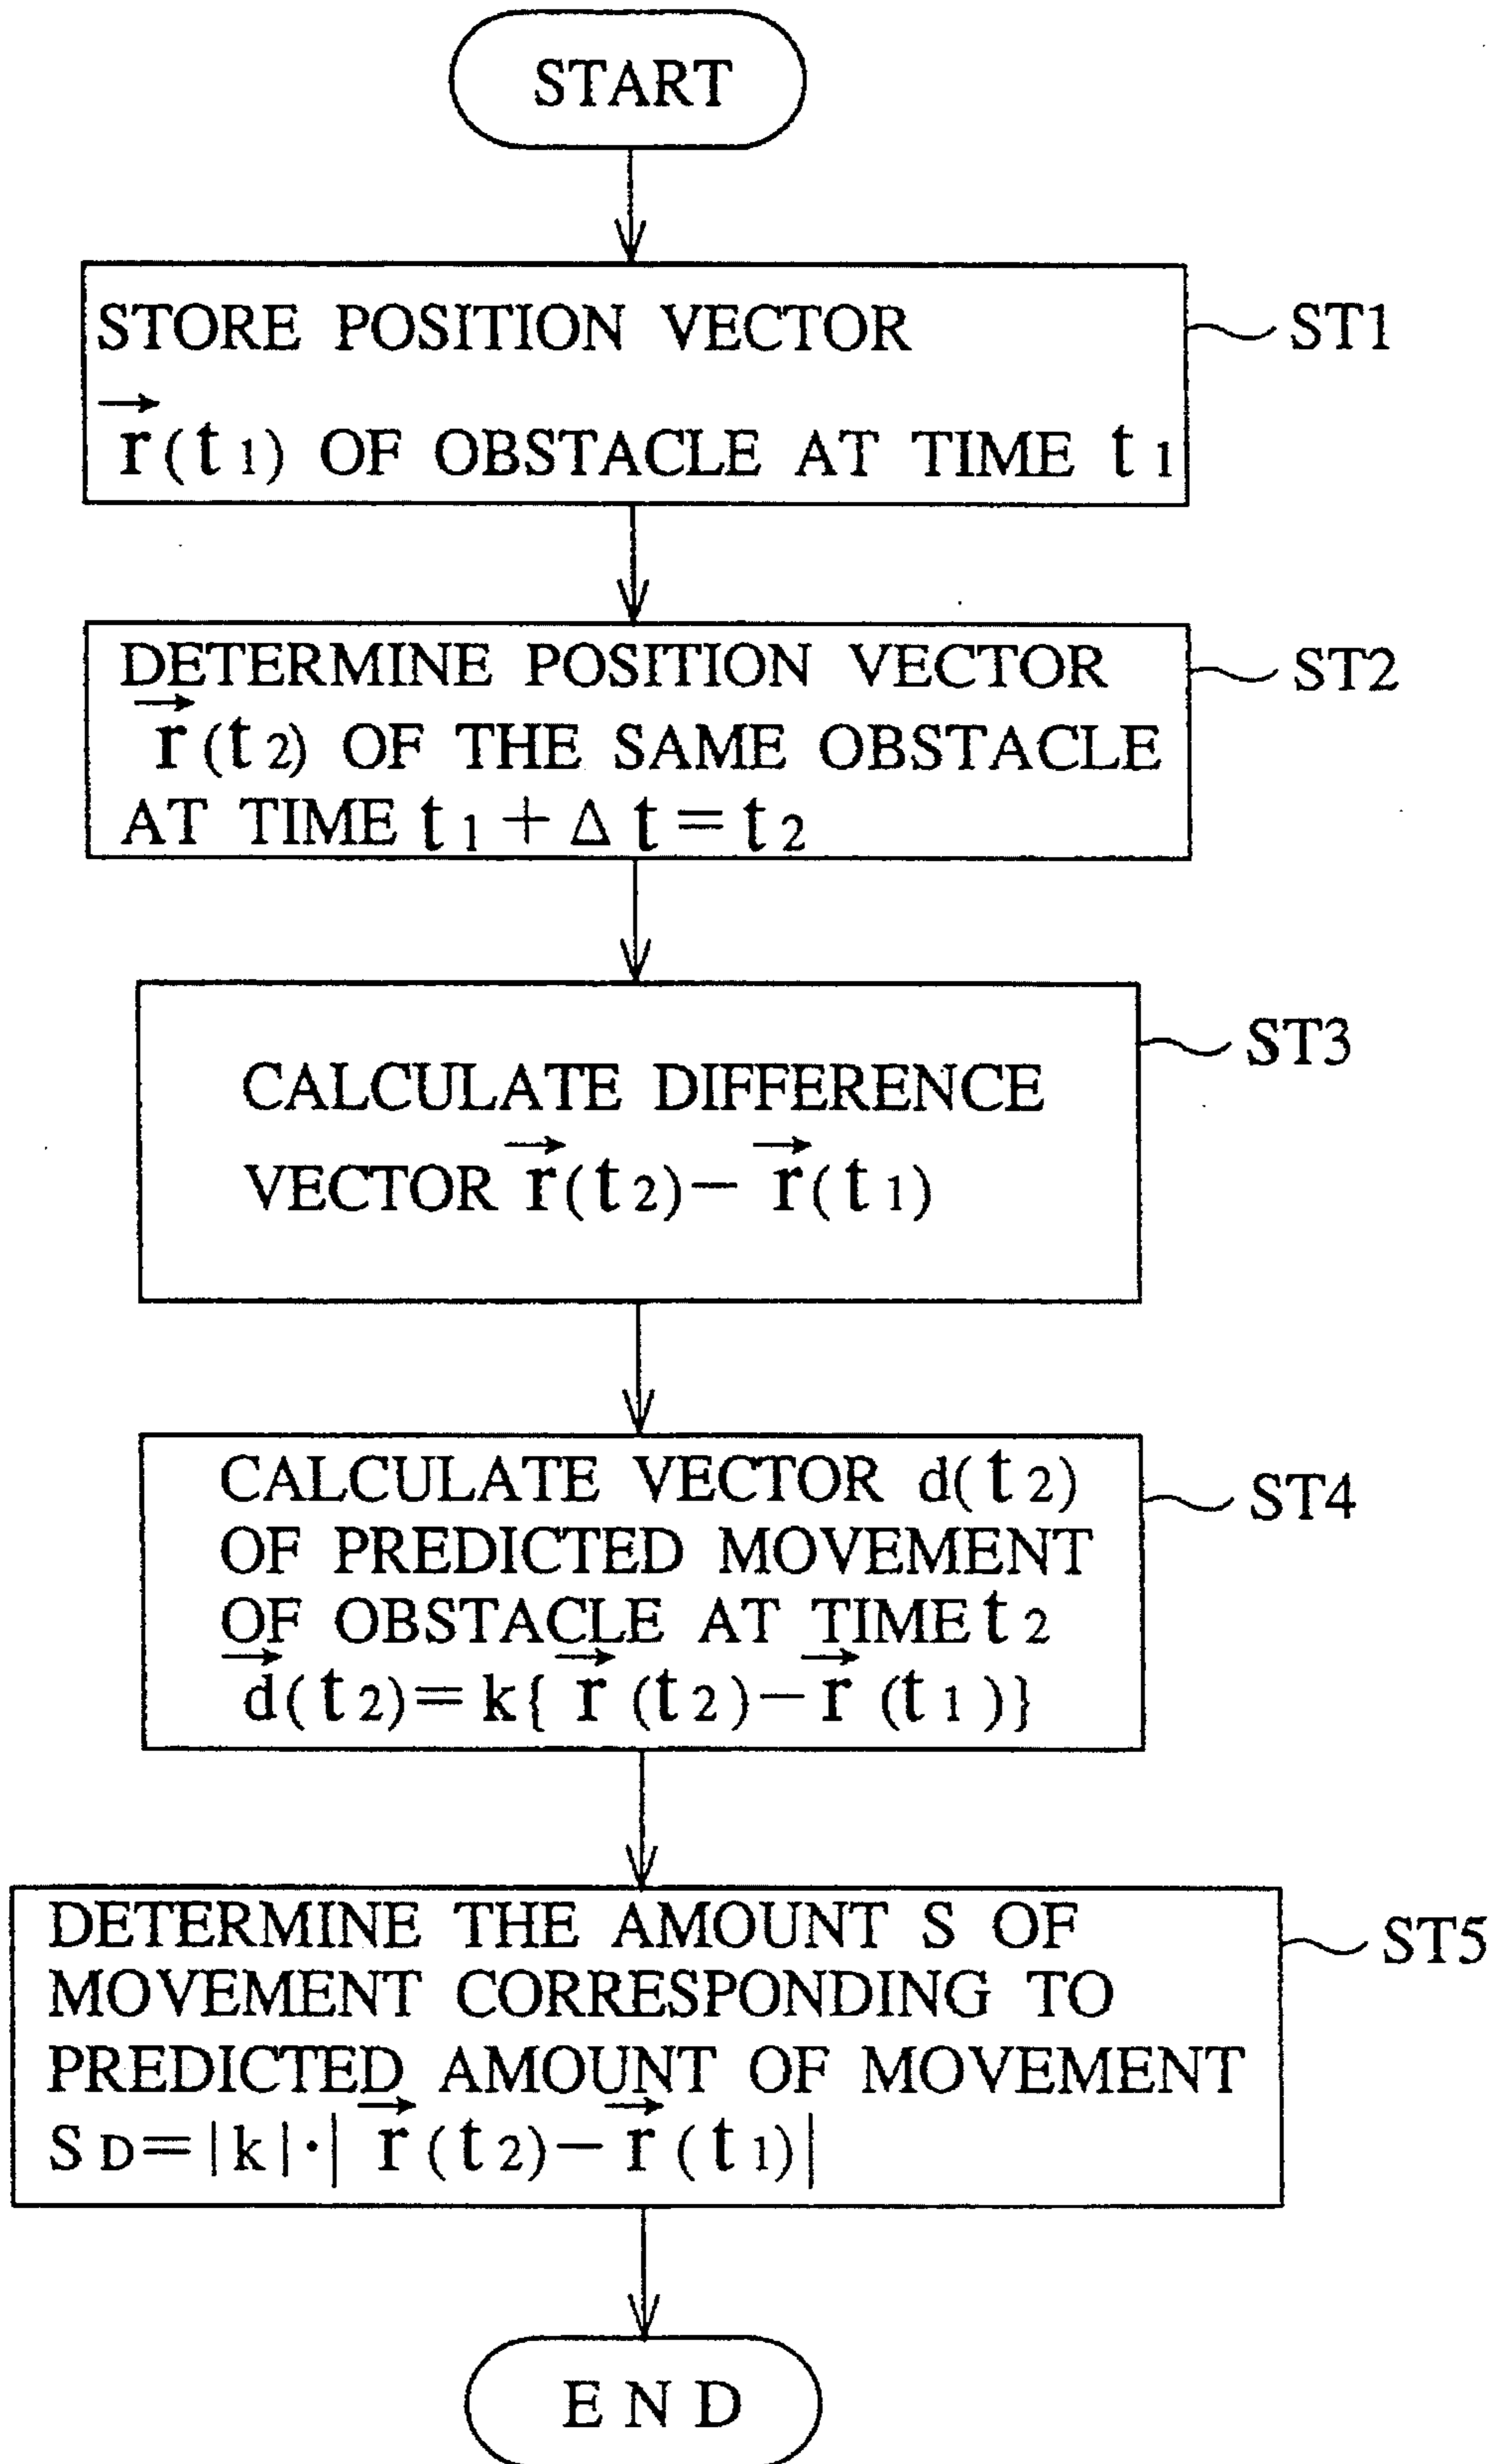 START
STORE POSITION VECTOR
ST1
r⃗(t₁) OF OBSTACLE AT TIME t₁
DETERMINE POSITION VECTOR
ST2
r⃗(t₂) OF THE SAME OBSTACLE
AT TIME t₁+Δt=t₂
ST3
CALCULATE DIFFERENCE
VECTOR r⃗(t₂)− r⃗(t₁)
CALCULATE VECTOR d(t₂)
ST4
OF PREDICTED MOVEMENT
OF OBSTACLE AT TIME t₂
d⃗(t₂)=k{ r⃗(t₂)−r⃗(t₁)}
DETERMINE THE AMOUNT S OF
ST5
MOVEMENT CORRESPONDING TO
PREDICTED AMOUNT OF MOVEMENT
S D=|k|·| r⃗(t₂)−r⃗(t₁)|
END